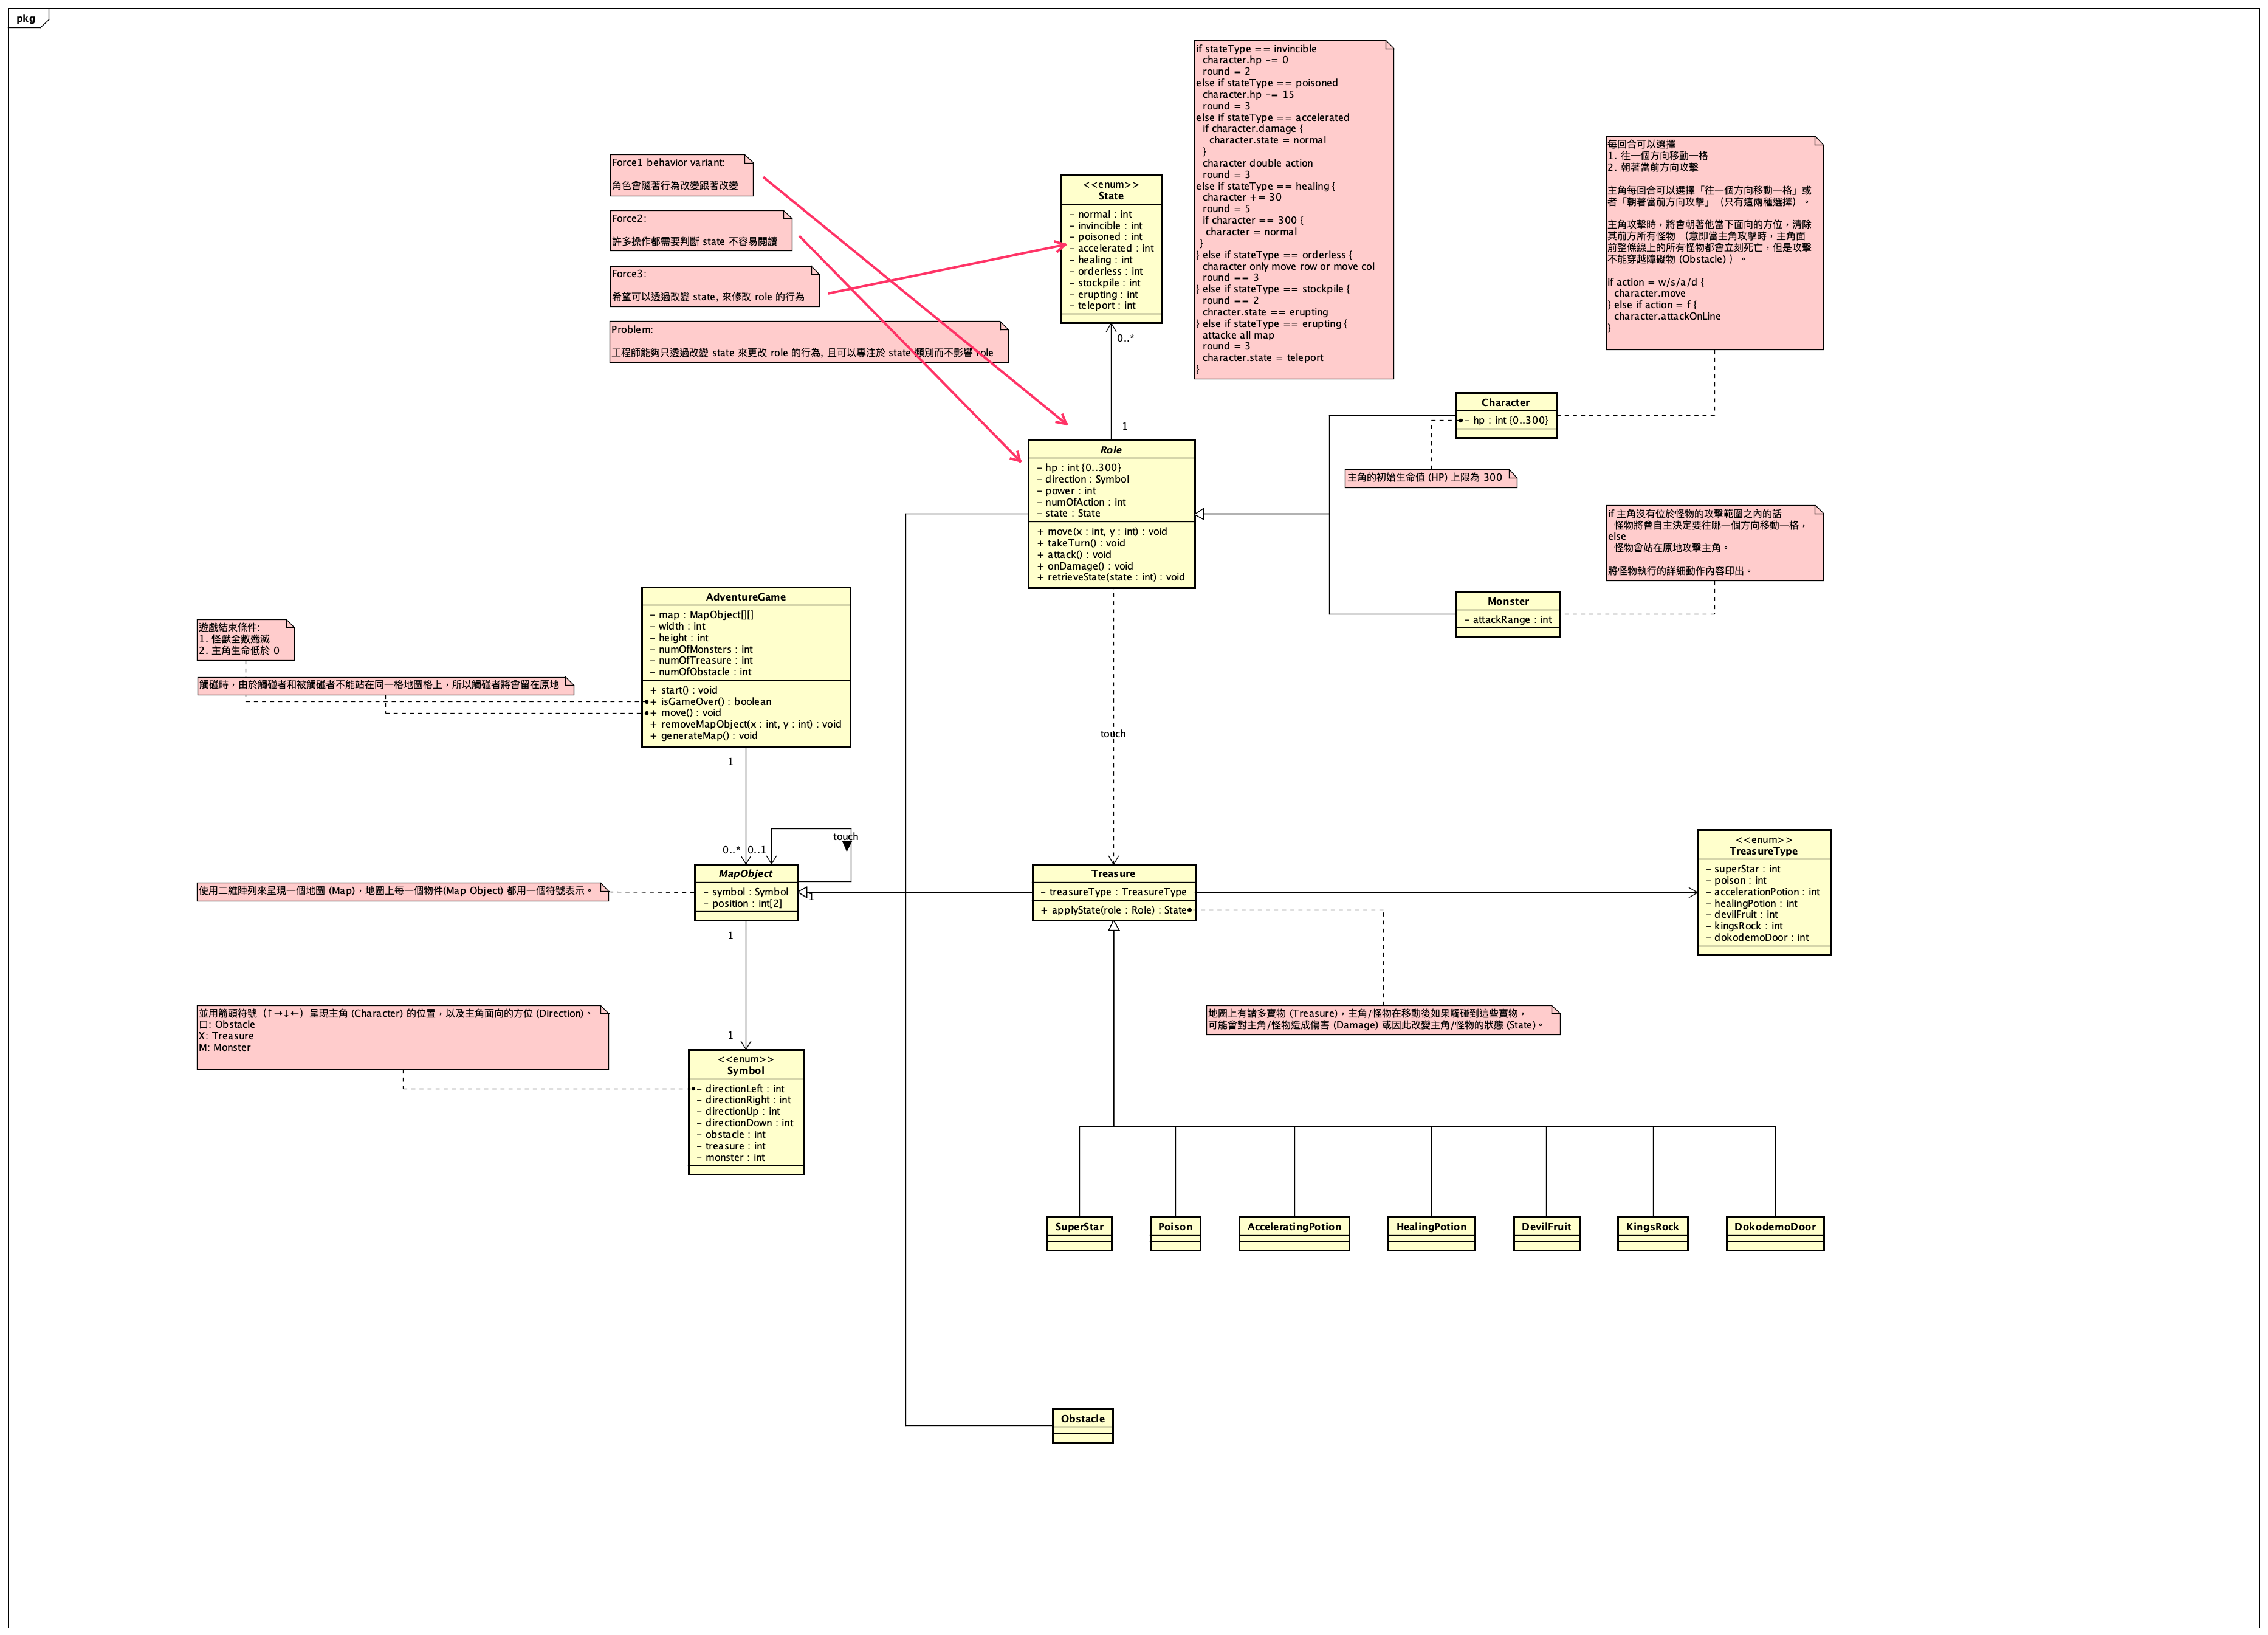 pkg
if stateType == invincible
character.hp -= 0
round = 2
else if stateType == poisoned
character.hp -= 15
round = 3
else if stateType == accelerated
if character.damage {
character.state = normal
}
character double action
round = 3
else if stateType == healing {
character += 30
round = 5
if character == 300 {
character = normal
}
} else if stateType == orderless {
character only move row or move col
round == 3
} else if stateType == stockpile {
round == 2
chracter.state == erupting
} else if stateType == erupting {
attacke all map
round = 3
character.state = teleport
}
每回合可以選擇
1. 往一個方向移動一格
2. 朝著當前方向攻擊
主角每回合可以選擇「往一個方向移動一格」或
者「朝著當前方向攻擊」（只有這兩種選擇）。
主角攻擊時，將會朝著他當下面向的方位，清除
其前方所有怪物 （意即當主角攻擊時，主角面
前整條線上的所有怪物都會立刻死亡，但是攻擊
不能穿越障礙物 (Obstacle) ）。
if action = w/s/a/d {
character.move
} else if action = f {
character.attackOnLine
}
Force1 behavior variant:
角色會隨著行為改變跟著改變
Force2:
許多操作都需要判斷 state 不容易閱讀
Force3:
希望可以透過改變 state, 來修改 role 的行為
Problem:
工程師能夠只透過改變 state 來更改 role 的行為, 且可以專注於 state 類別而不影響 role
<<enum>>
State
- normal : int
- invincible : int
- poisoned : int
- accelerated : int
- healing : int
- orderless : int
- stockpile : int
- erupting : int
- teleport : int
0..*
1
Character
- hp : int {0..300}
主角的初始生命值 (HP) 上限為 300
Role
- hp : int {0..300}
- direction : Symbol
- power : int
- numOfAction : int
- state : State
+ move(x : int, y : int) : void
+ takeTurn() : void
+ attack() : void
+ onDamage() : void
+ retrieveState(state : int) : void
if 主角沒有位於怪物的攻擊範圍之內的話
怪物將會自主決定要往哪一個方向移動一格，
else
怪物會站在原地攻擊主角。
將怪物執行的詳細動作內容印出。
Monster
- attackRange : int
AdventureGame
- map : MapObject[][]
- width : int
- height : int
- numOfMonsters : int
- numOfTreasure : int
- numOfObstacle : int
+ start() : void
+ isGameOver() : boolean
+ move() : void
+ removeMapObject(x : int, y : int) : void
+ generateMap() : void
遊戲結束條件:
1. 怪獸全數殲滅
2. 主角生命低於 0
觸碰時，由於觸碰者和被觸碰者不能站在同一格地圖格上，所以觸碰者將會留在原地
touch
1
0..*
0..1
touch
MapObject
- symbol : Symbol
- position : int[2]
1
使用二維陣列來呈現一個地圖 (Map)，地圖上每一個物件(Map Object) 都用一個符號表示。
Treasure
- treasureType : TreasureType
+ applyState(role : Role) : State
<<enum>>
TreasureType
- superStar : int
- poison : int
- accelerationPotion : int
- healingPotion : int
- devilFruit : int
- kingsRock : int
- dokodemoDoor : int
1
1
並用箭頭符號（↑→↓←）呈現主角 (Character) 的位置，以及主角面向的方位 (Direction)。
口: Obstacle
X: Treasure
M: Monster
地圖上有諸多寶物 (Treasure)，主角/怪物在移動後如果觸碰到這些寶物，
可能會對主角/怪物造成傷害 (Damage) 或因此改變主角/怪物的狀態 (State)。
<<enum>>
Symbol
- directionLeft : int
- directionRight : int
- directionUp : int
- directionDown : int
- obstacle : int
- treasure : int
- monster : int
SuperStar
Poison
AcceleratingPotion
HealingPotion
DevilFruit
KingsRock
DokodemoDoor
Obstacle